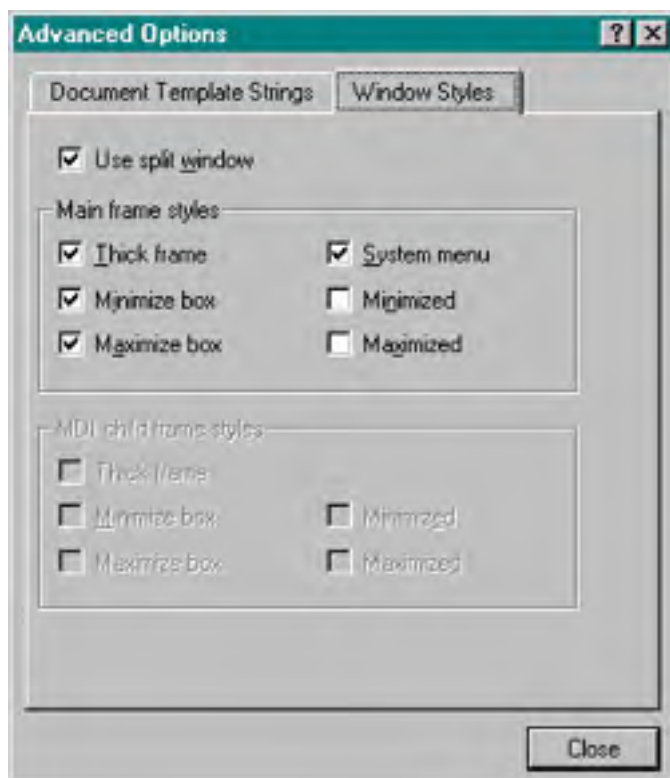 Advanced Options
Document Template Strings
Window Styles
Use split window
Main frame styles
Thick frame
System menu
Minimize box
Minimized
Maximize box
Maximized
MDI child frame styles
Thick frame
Minimize box
Minimized
Maximize box
Maximized
Close